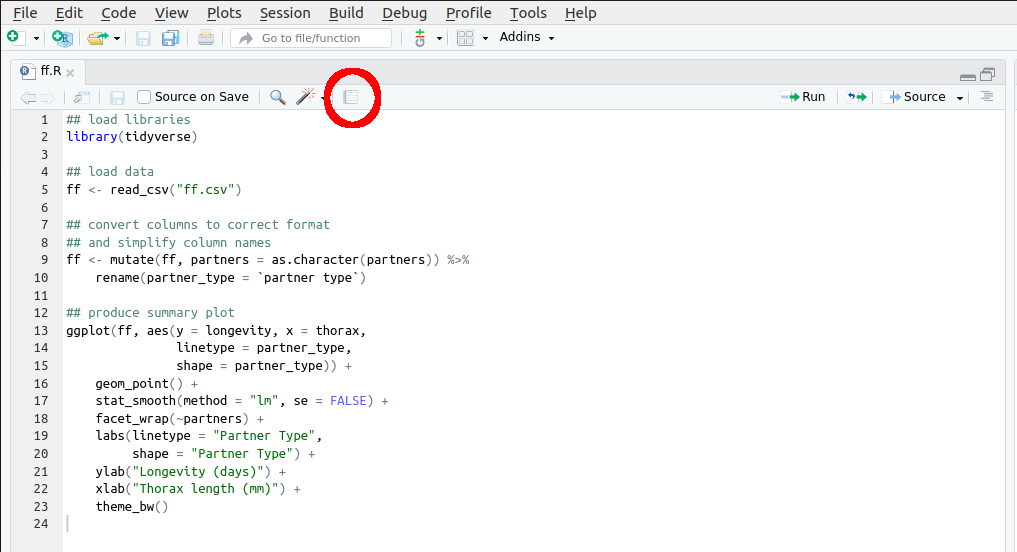 File Edit Code View Plots Session Build Debug Profile Tools Help
Go to file/function Addins
ff.R
Source on Save Run Source
1 ## load libraries
2 library(tidyverse)
3
4 ## load data
5 ff <- read_csv("ff.csv")
6
7 ## convert columns to correct format
8 ## and simplify column names
9 ff <- mutate(ff, partners = as.character(partners)) %>%
10     rename(partner_type = `partner type`)
11
12 ## produce summary plot
13 ggplot(ff, aes(y = longevity, x = thorax,
14                linetype = partner_type,
15                shape = partner_type)) +
16     geom_point() +
17     stat_smooth(method = "lm", se = FALSE) +
18     facet_wrap(~partners) +
19     labs(linetype = "Partner Type",
20          shape = "Partner Type") +
21     ylab("Longevity (days)") +
22     xlab("Thorax length (mm)") +
23     theme_bw()
24